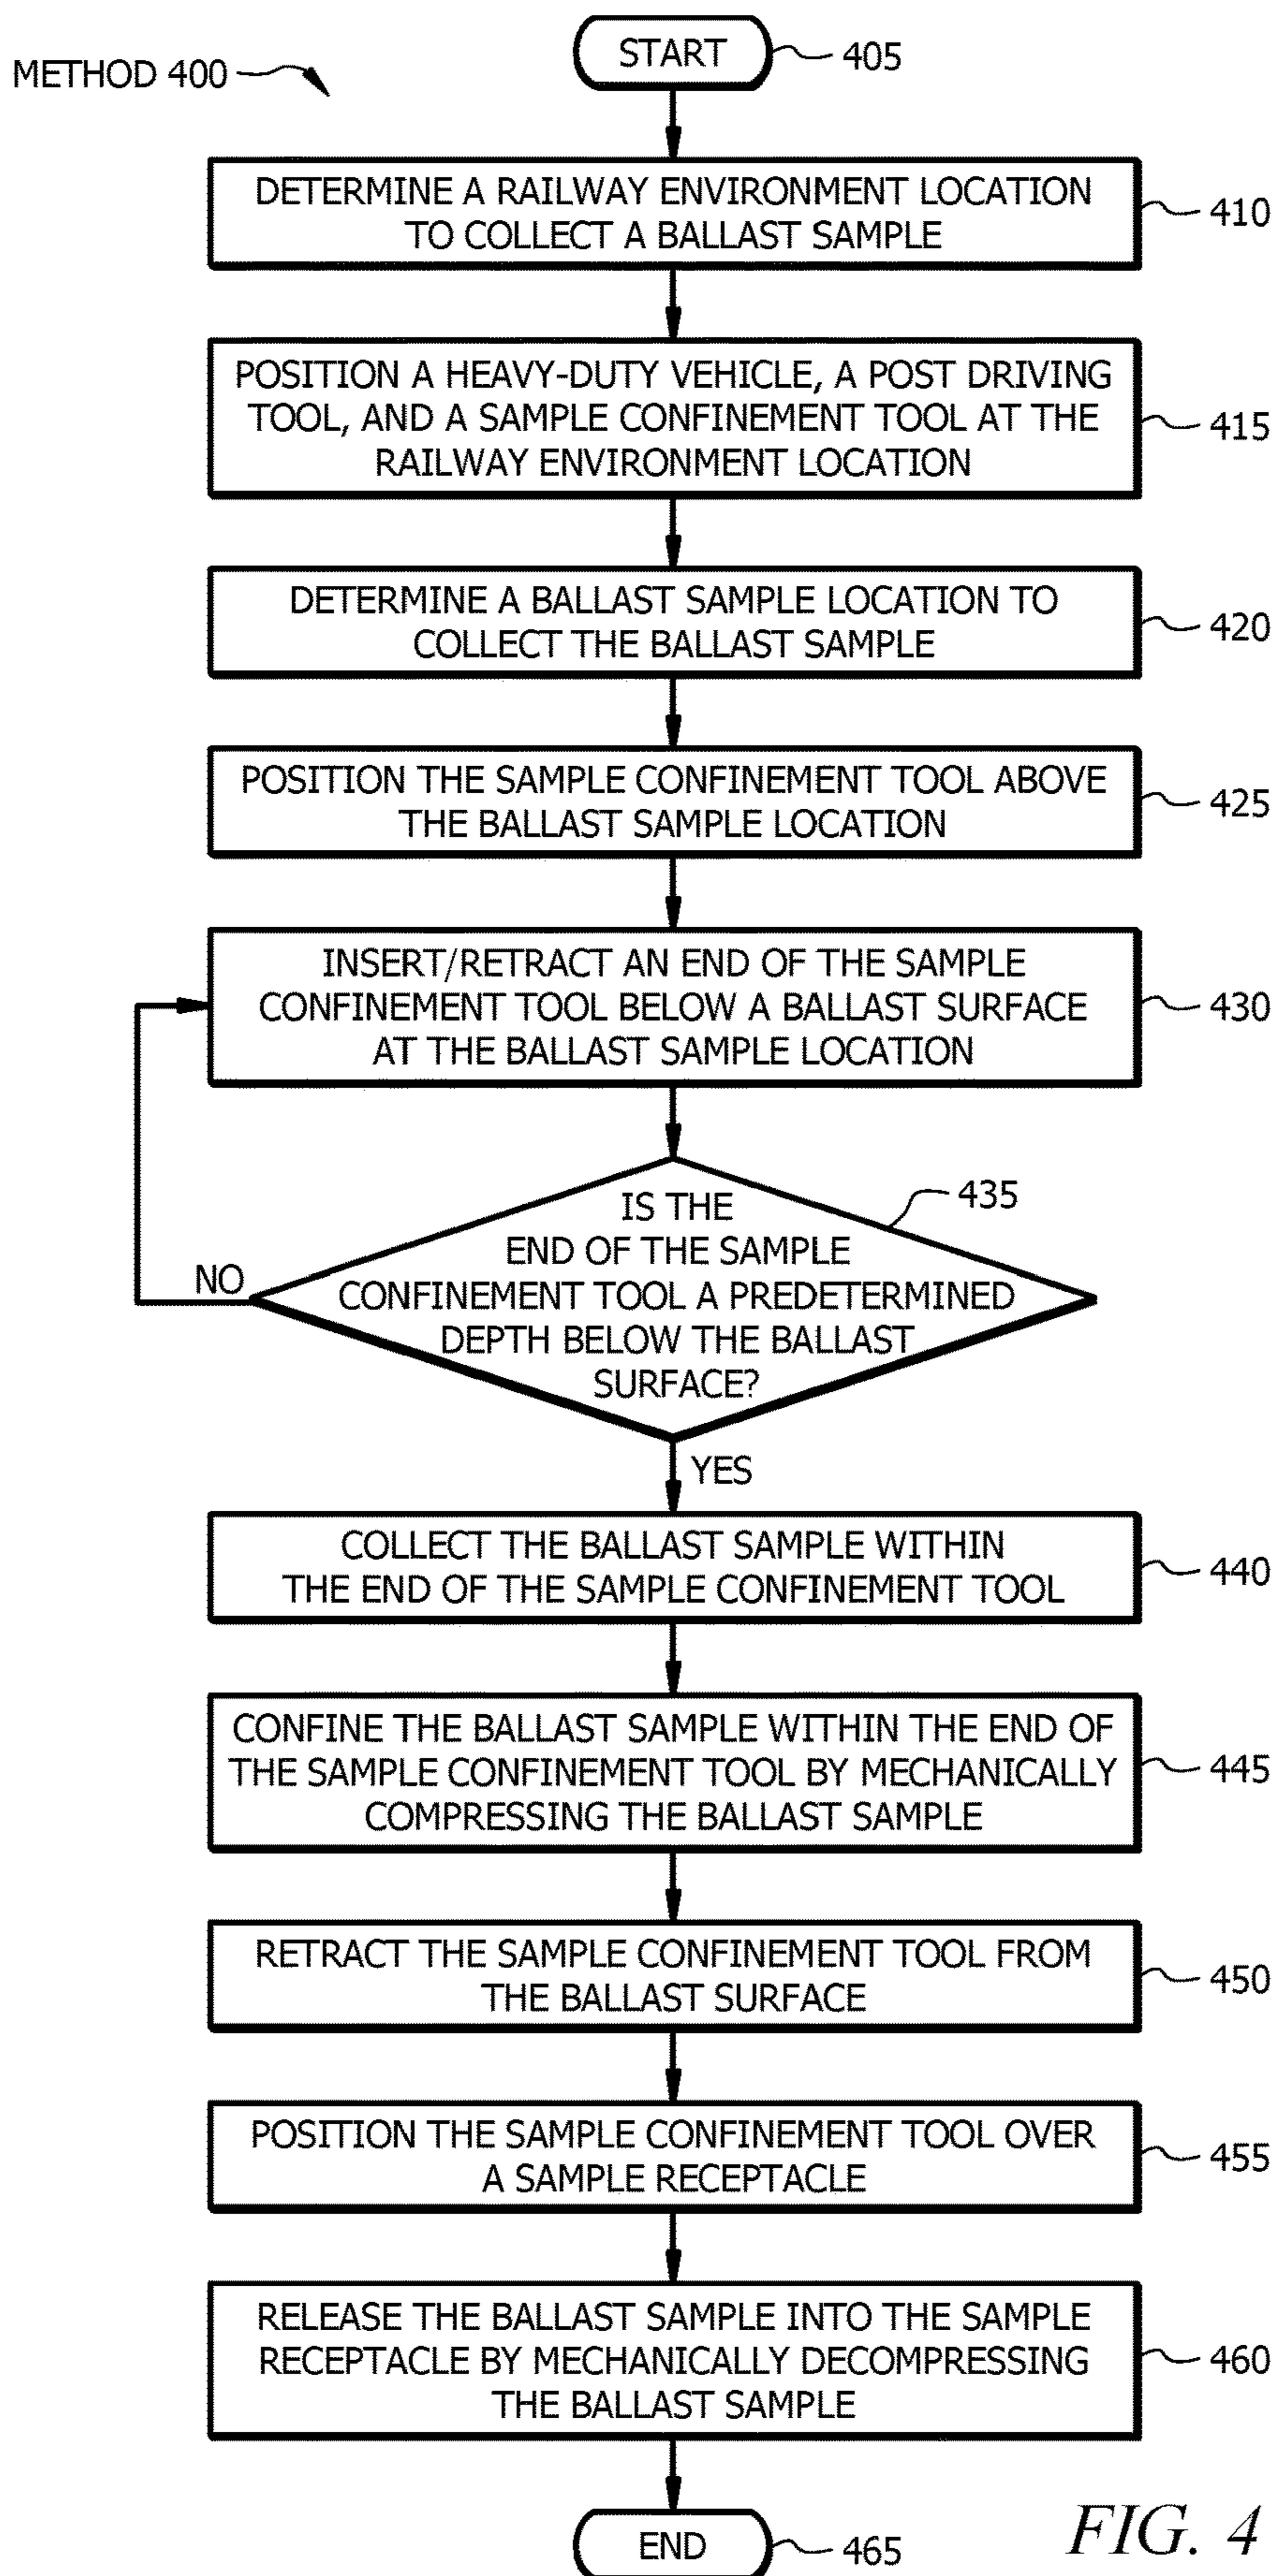 START
405
METHOD 400
DETERMINE A RAILWAY ENVIRONMENT LOCATION
TO COLLECT A BALLAST SAMPLE
410
POSITION A HEAVY-DUTY VEHICLE, A POST DRIVING
TOOL, AND A SAMPLE CONFINEMENT TOOL AT THE
RAILWAY ENVIRONMENT LOCATION
415
DETERMINE A BALLAST SAMPLE LOCATION TO
COLLECT THE BALLAST SAMPLE
420
POSITION THE SAMPLE CONFINEMENT TOOL ABOVE
THE BALLAST SAMPLE LOCATION
425
INSERT/RETRACT AN END OF THE SAMPLE
CONFINEMENT TOOL BELOW A BALLAST SURFACE
AT THE BALLAST SAMPLE LOCATION
430
IS THE
END OF THE SAMPLE
CONFINEMENT TOOL A PREDETERMINED
DEPTH BELOW THE BALLAST
SURFACE?
435
NO
YES
COLLECT THE BALLAST SAMPLE WITHIN
THE END OF THE SAMPLE CONFINEMENT TOOL
440
CONFINE THE BALLAST SAMPLE WITHIN THE END OF
THE SAMPLE CONFINEMENT TOOL BY MECHANICALLY
COMPRESSING THE BALLAST SAMPLE
445
RETRACT THE SAMPLE CONFINEMENT TOOL FROM
THE BALLAST SURFACE
450
POSITION THE SAMPLE CONFINEMENT TOOL OVER
A SAMPLE RECEPTACLE
455
RELEASE THE BALLAST SAMPLE INTO THE SAMPLE
RECEPTACLE BY MECHANICALLY DECOMPRESSING
THE BALLAST SAMPLE
460
END
465
FIG. 4